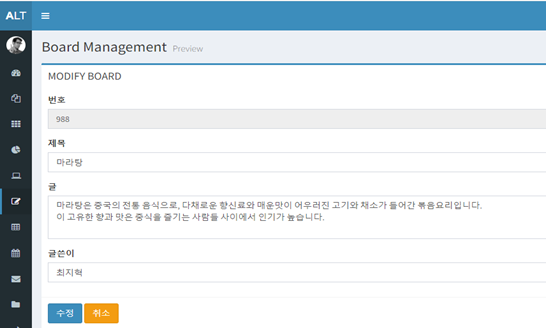 ALT
Board Management Preview
MODIFY BOARD
번호
988
제목
마라탕
글
마라탕은 중국의 전통 음식으로, 다채로운 향신료와 매운맛이 어우러진 고기와 채소가 들어간 볶음요리입니다.
이 고유한 향과 맛은 중식을 즐기는 사람들 사이에서 인기가 높습니다.
글쓴이
최지혁
수정 취소